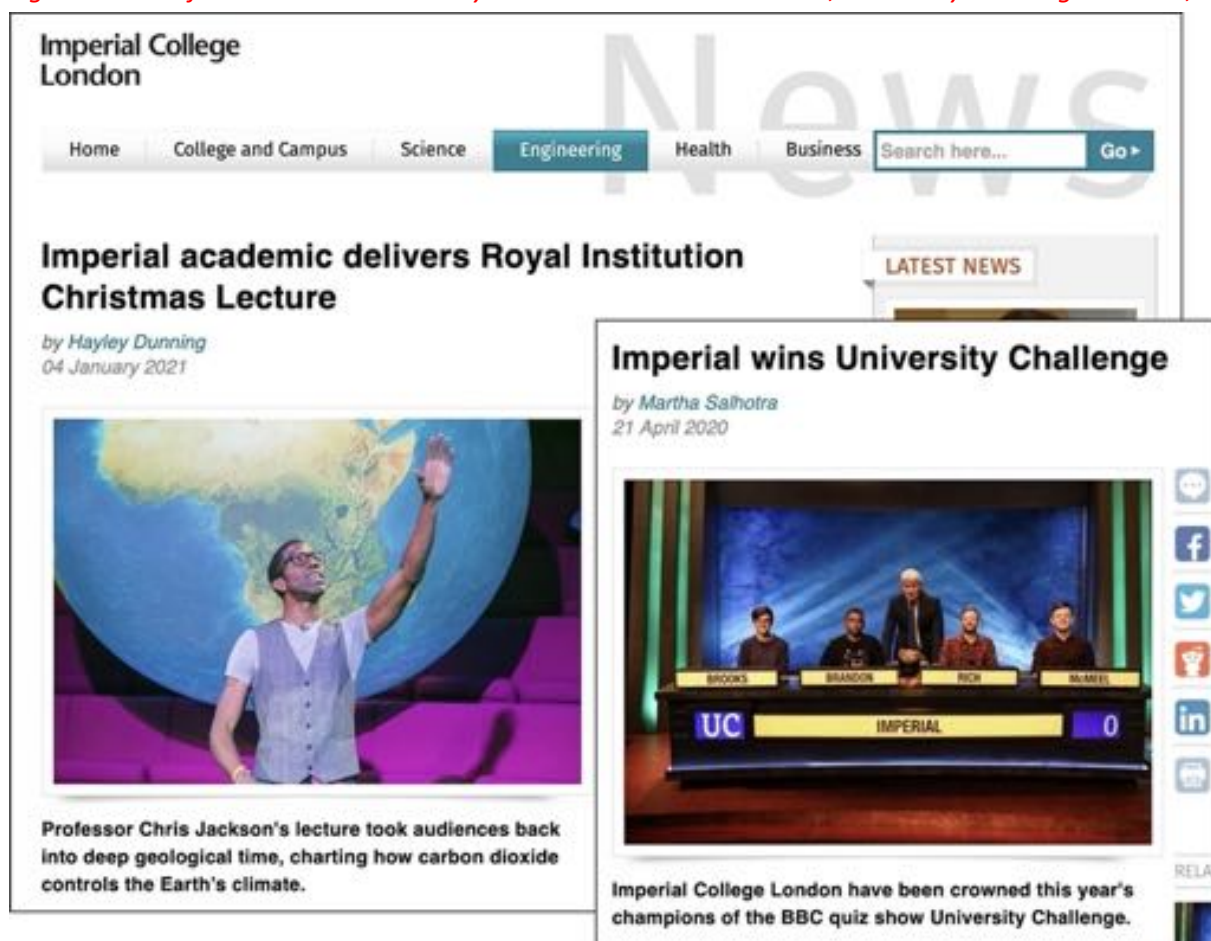 Imperial College
London
News
Home College and Campus Science Engineering Health Business Search here... Go
Imperial academic delivers Royal Institution
Christmas Lecture
by Hayley Dunning
04 January 2021
LATEST NEWS
Professor Chris Jackson's lecture took audiences back
into deep geological time, charting how carbon dioxide
controls the Earth's climate.
Imperial wins University Challenge
by Martha Salhotra
21 April 2020
BROOKS BRANDON RICH McMEEL
UC IMPERIAL 0
Imperial College London have been crowned this year's
champions of the BBC quiz show University Challenge.
RELA